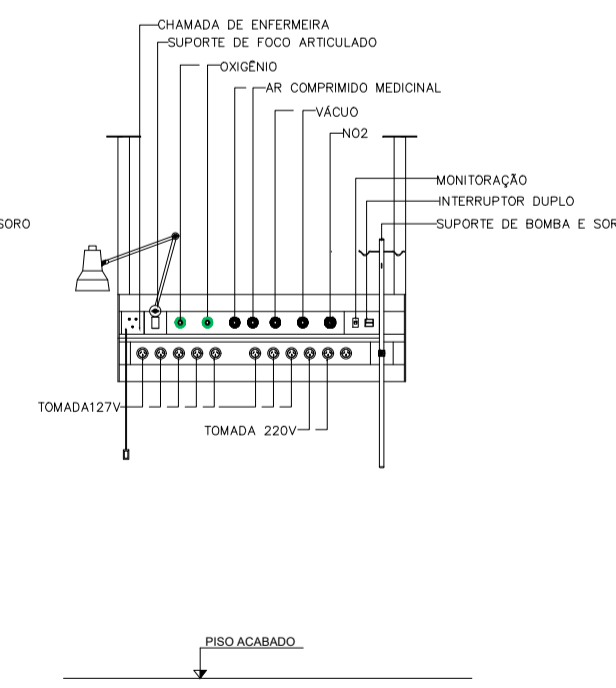 CHAMADA DE ENFERMEIRA
SUPORTE DE FOCO ARTICULADO
OXIGÊNIO
AR COMPRIMIDO MEDICINAL
VÁCUO
NO2
MONITORAÇÃO
INTERRUPTOR DUPLO
SORO
SUPORTE DE BOMBA E SOR
TOMADA127V
TOMADA 220V
PISO ACABADO